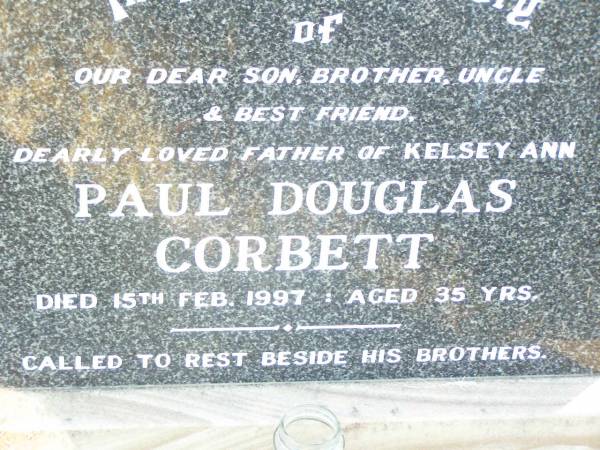 OF
OUR DEAR SON, BROTHER, UNCLE
& BEST FRIEND.
DEARLY LOVED FATHER OF KELSEY ANN
PAUL DOUGLAS
CORBETT
DIED 15TH FEB. 1997 : AGED 35 YRS.
CALLED TO REST BESIDE HIS BROTHERS.